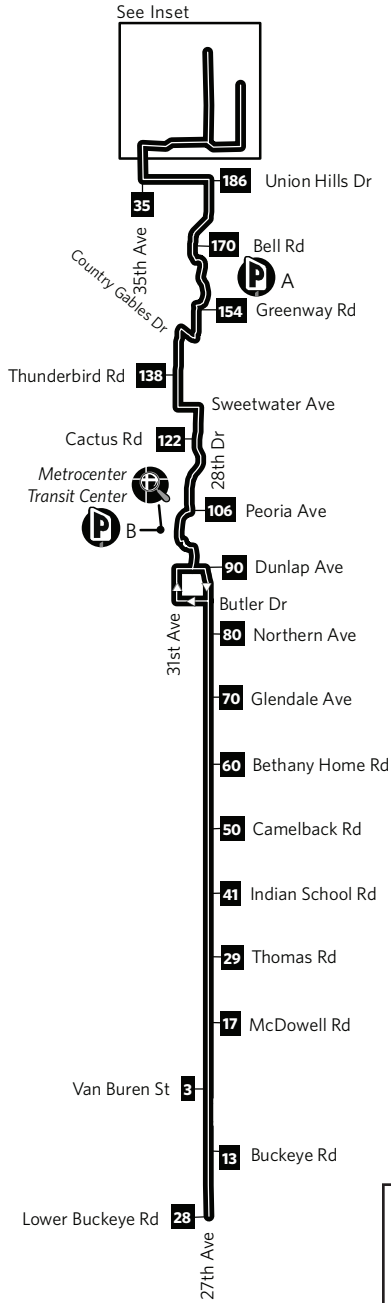 See Inset
186 Union Hills Dr
35
35th Ave
170 Bell Rd
P A
Country Gables Dr
154 Greenway Rd
Thunderbird Rd 138
Sweetwater Ave
Cactus Rd 122
28th Dr
Metrocenter
Transit Center
106 Peoria Ave
P B
90 Dunlap Ave
Butler Dr
31st Ave
80 Northern Ave
70 Glendale Ave
60 Bethany Home Rd
50 Camelback Rd
41 Indian School Rd
29 Thomas Rd
17 McDowell Rd
Van Buren St 3
13 Buckeye Rd
Lower Buckeye Rd 28
27th Ave